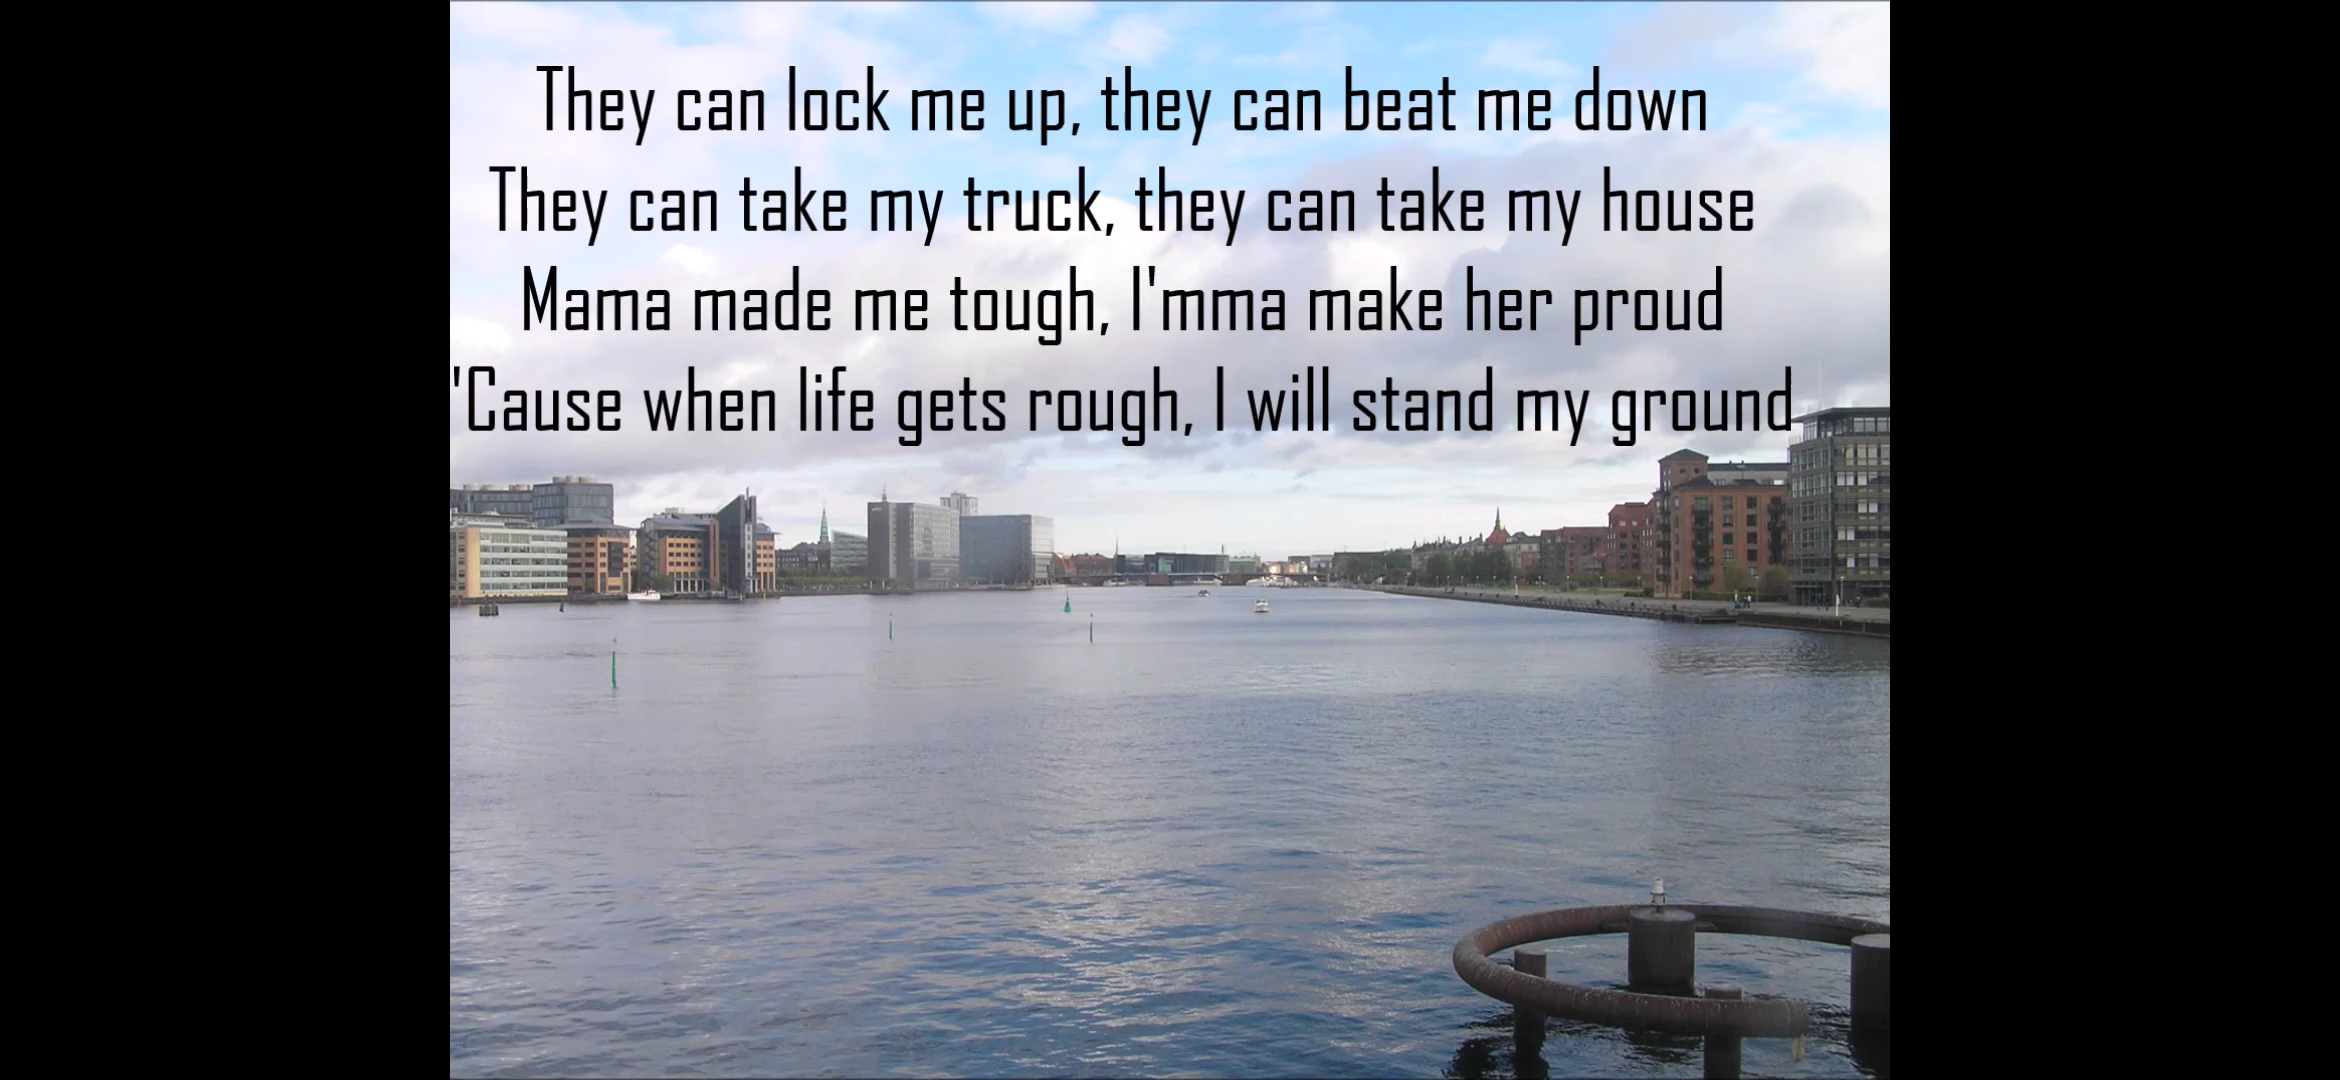 They can lock me up, they can beat me down
They can take my truck, they can take my house
Mama made me tough, I'mma make her proud
'Cause when life gets rough, I will stand my ground